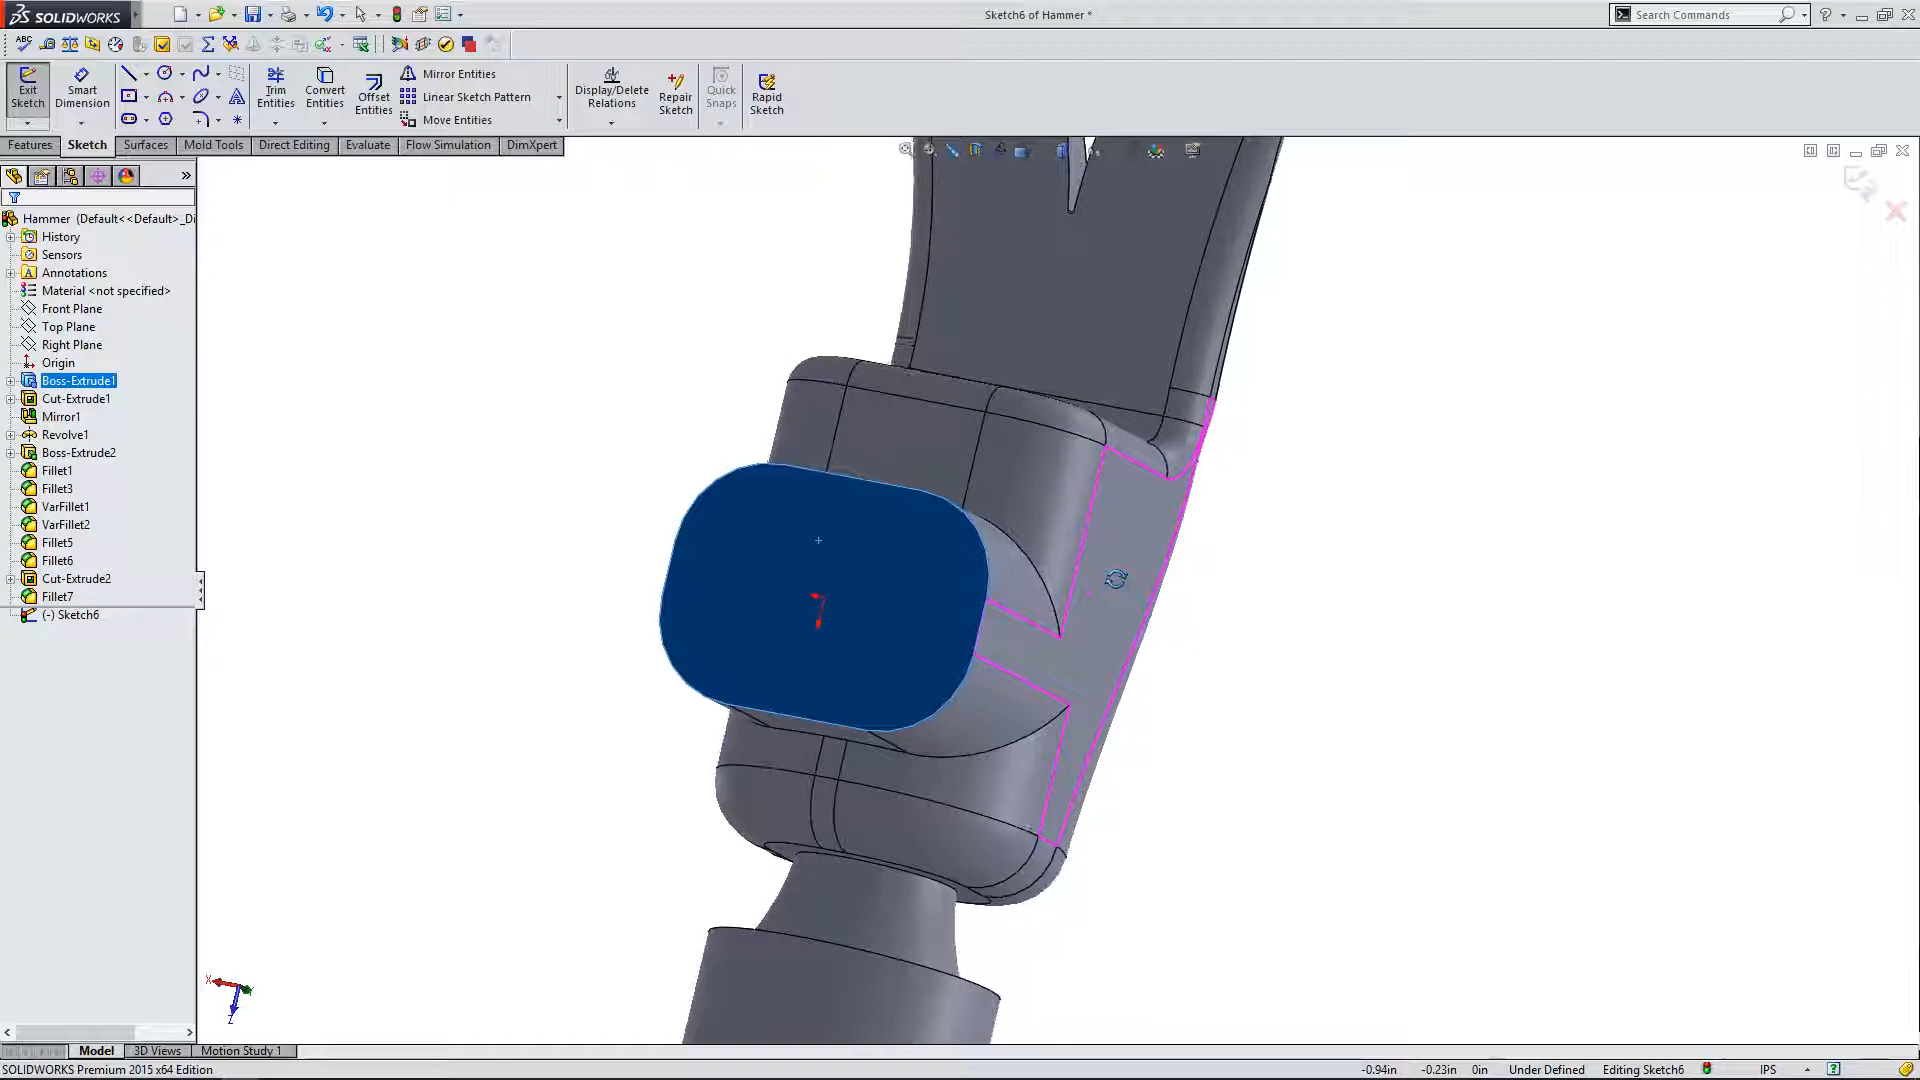 SOLIDWORKS
Sketch6 of Hammer *
Search Commands
Exit Sketch
Smart Dimension
Trim Entities
Convert Entities
Offset Entities
Mirror Entities
Linear Sketch Pattern
Move Entities
Display/Delete Relations
Repair Sketch
Quick Snaps
Rapid Sketch
Features Sketch Surfaces Mold Tools Direct Editing Evaluate Flow Simulation DimXpert
Hammer (Default<<Default>_Di
History
Sensors
Annotations
Material <not specified>
Front Plane
Top Plane
Right Plane
Origin
Boss-Extrude1
Cut-Extrude1
Mirror1
Revolve1
Boss-Extrude2
Fillet1
Fillet3
VarFillet1
VarFillet2
Fillet5
Fillet6
Cut-Extrude2
Fillet7
(-) Sketch6
X
Y
Z
Model 3D Views Motion Study 1
SOLIDWORKS Premium 2015 x64 Edition
-0.94in -0.23in 0in Under Defined Editing Sketch6 IPS